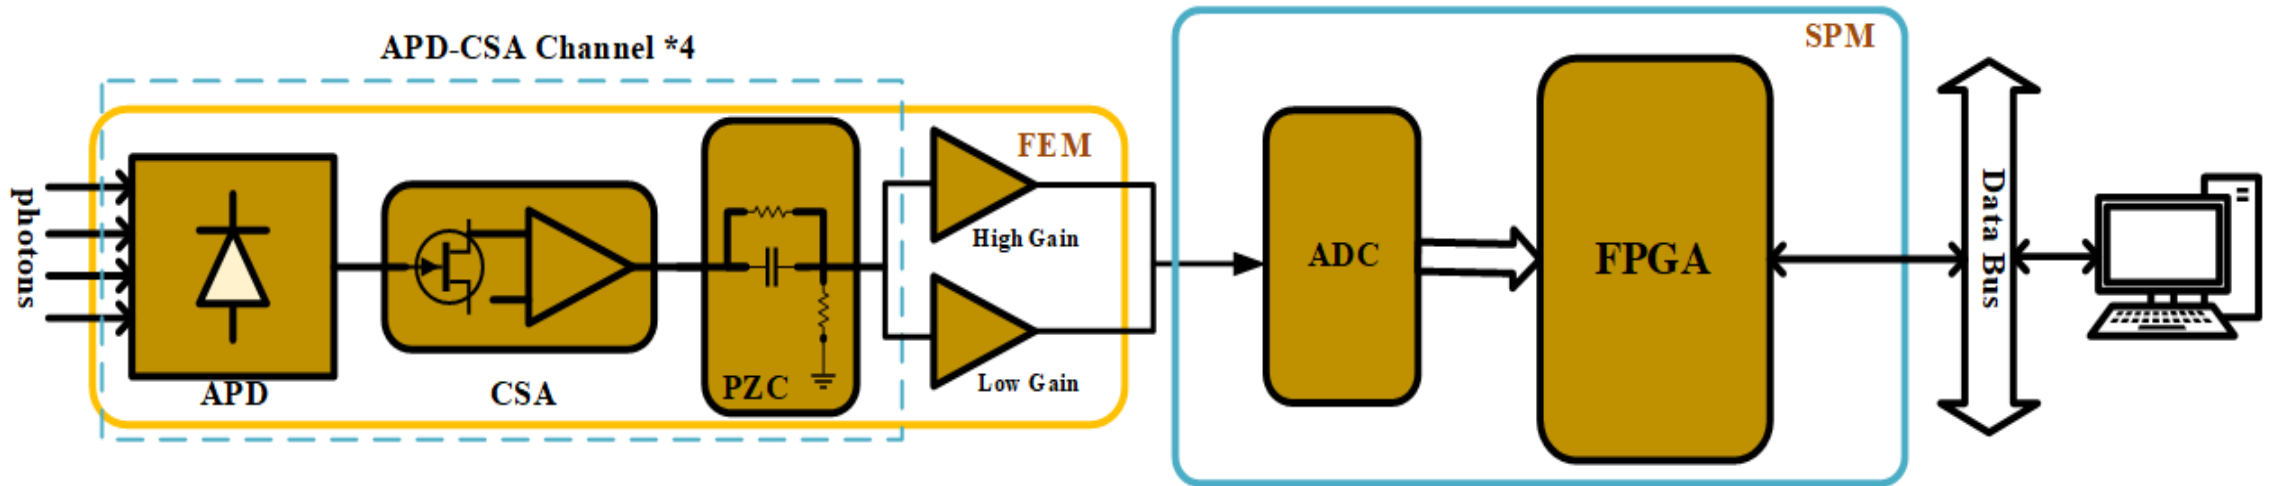 APD-CSA Channel *4
SPM
FEM
photons
High Gain
ADC
FPGA
Data Bus
APD
CSA
PZC
Low Gain